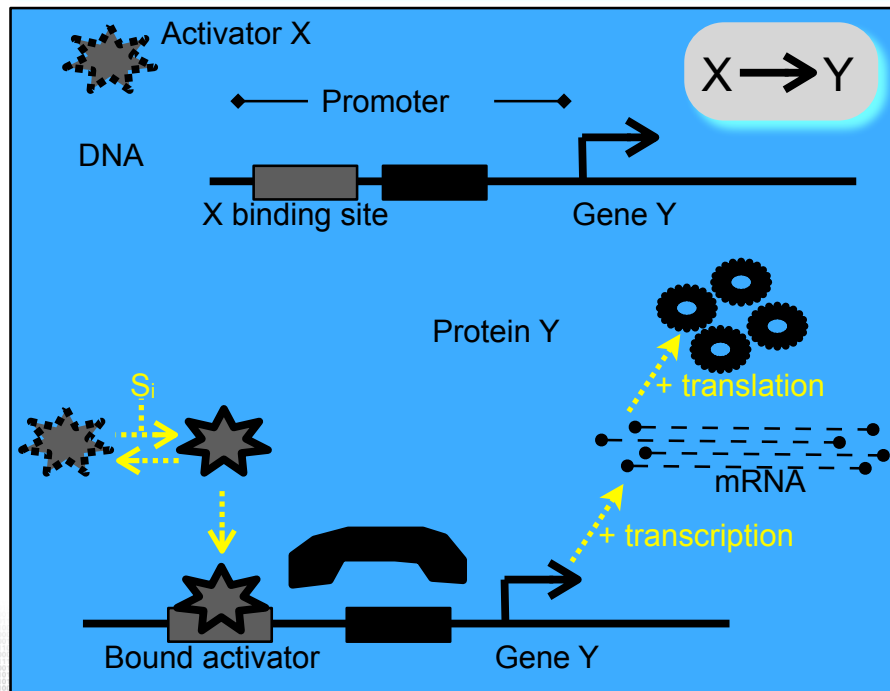 Activator X
X Y
Promoter
DNA
X binding site
Gene Y
Protein Y
Si
+ translation
mRNA
+ transcription
Bound activator
Gene Y